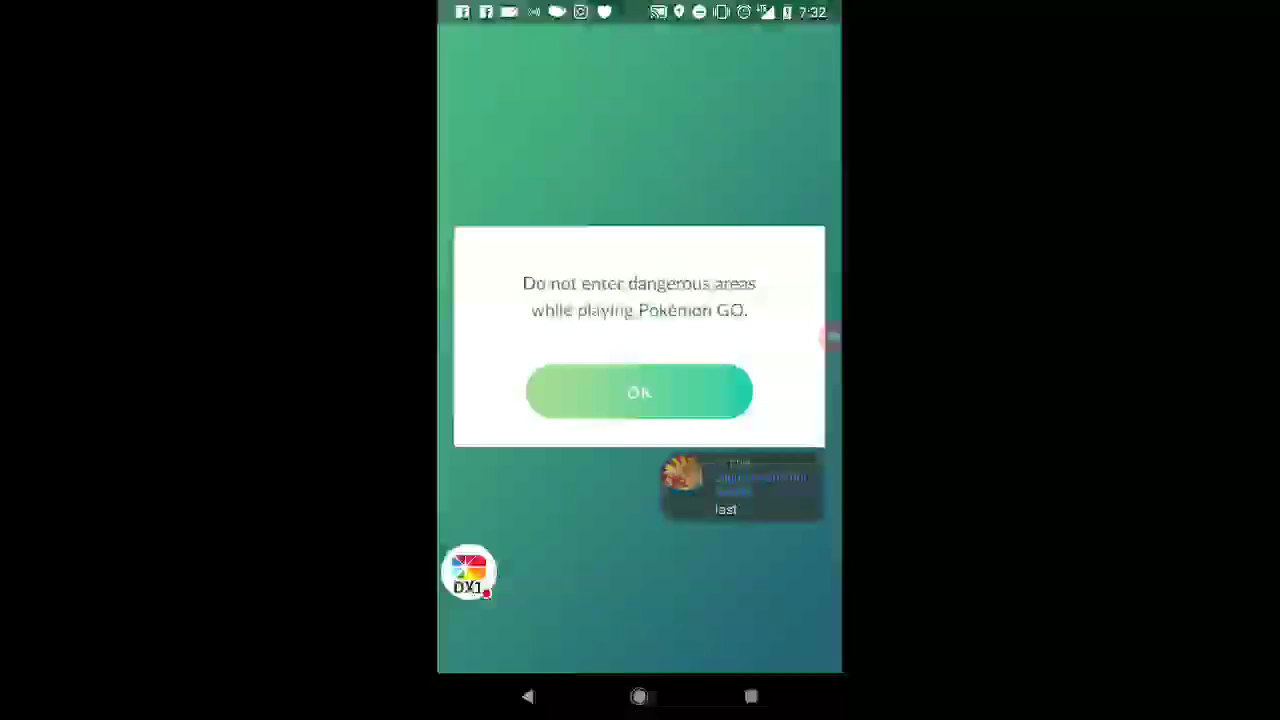 7:32
Do not enter dangerous areas
while playing Pokémon GO.
OK
last
DX1